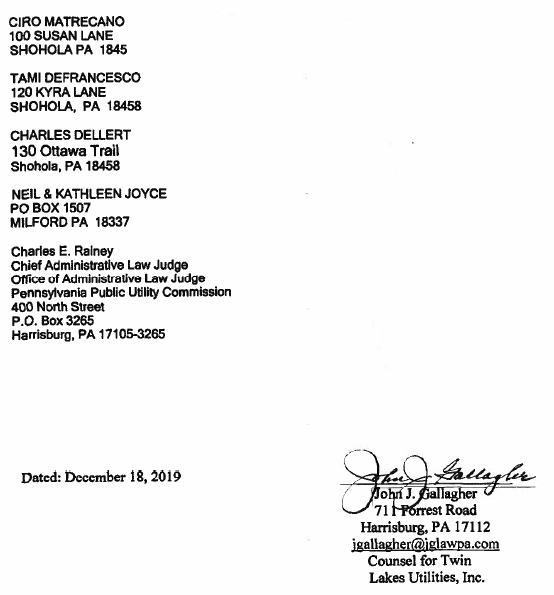 CIRO MATRECANO
100 SUSAN LANE
SHOHOLA PA 1845
TAMI DEFRANCESCO
120 KYRA LANE
SHOHOLA, PA 18458
CHARLES DELLERT
130 Ottawa Trail
Shohola, PA 18458
NEIL & KATHLEEN JOYCE
PO BOX 1507
MILFORD PA 18337
Charles E. Rainey
Chief Administrative Law Judge
Office of Administrative Law Judge
Pennsylvania Public Utility Commission
400 North Street
P.O. Box 3265
Harrisburg, PA 17105-3265
Dated: December 18, 2019
John J. Gallagher
John J. Gallagher
711 Forrest Road
Harrisburg, PA 17112
jgallagher@jglawpa.com
Counsel for Twin
Lakes Utilities, Inc.